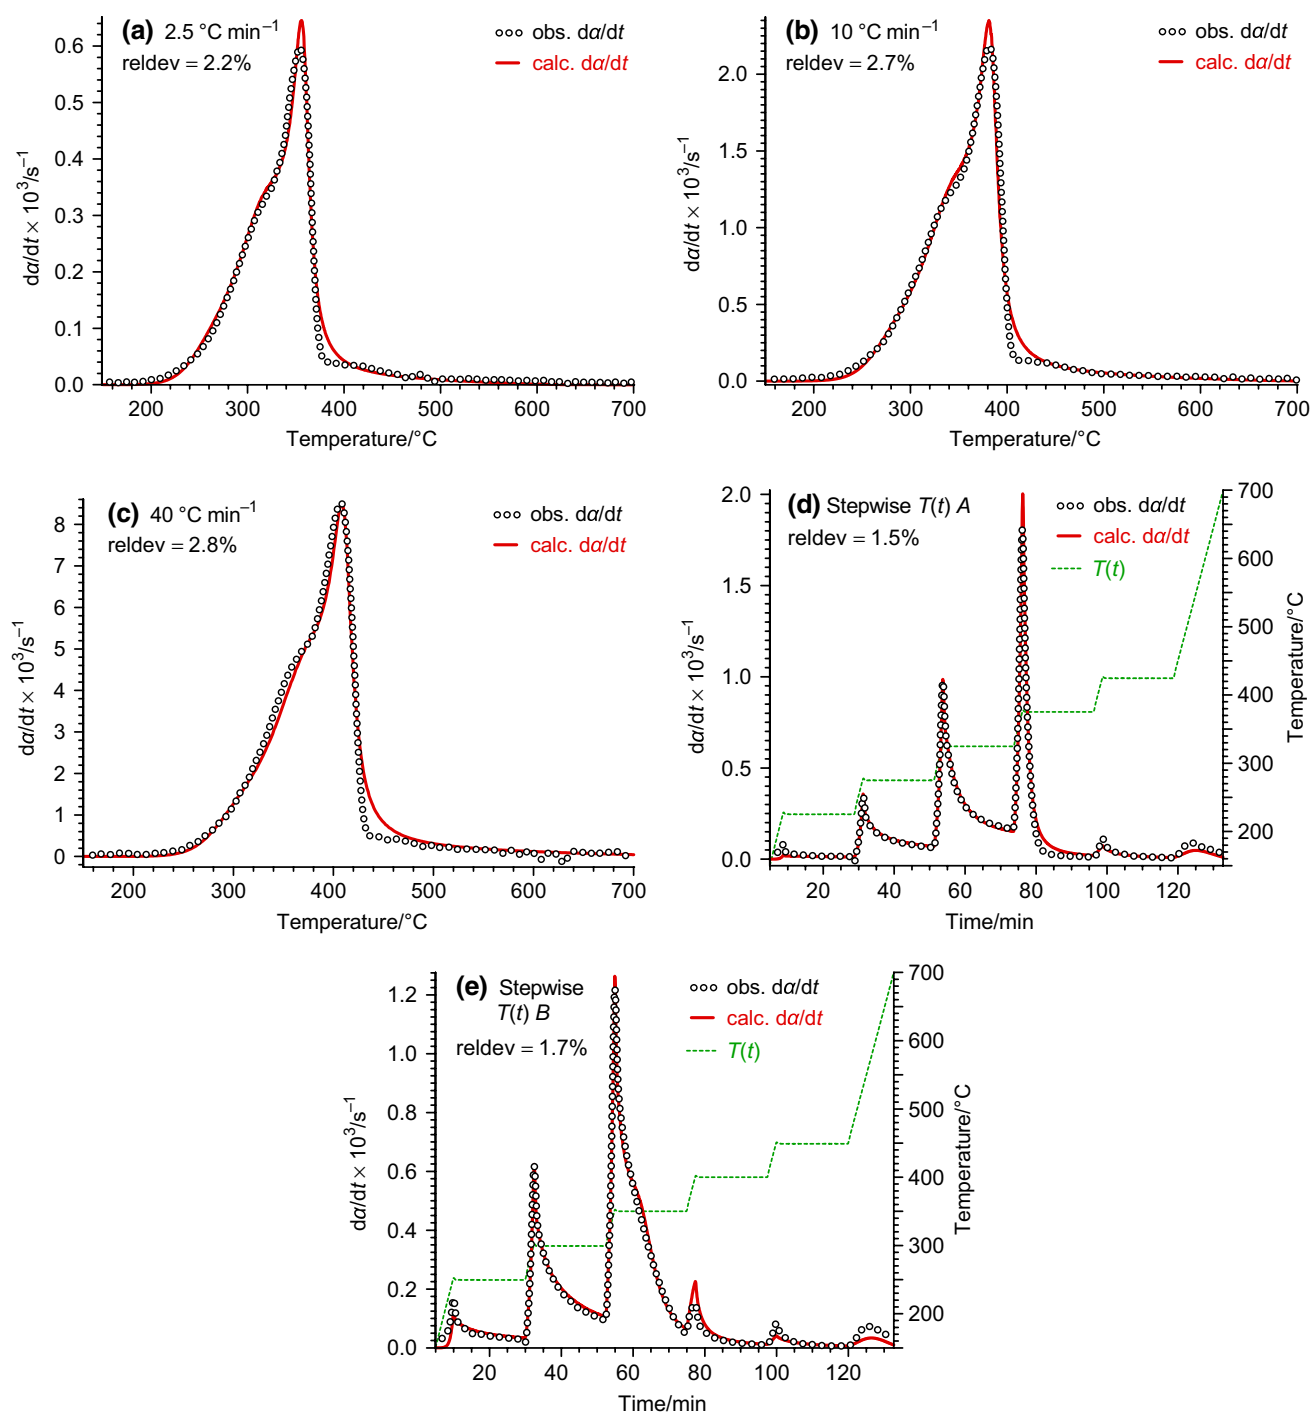 (a) 2.5 °C min⁻¹
reldev = 2.2%
obs. dα/dt
calc. dα/dt
dα/dt × 10³/s⁻¹
0.6
0.5
0.4
0.3
0.2
0.1
0.0
200 300 400 500 600 700
Temperature/°C
(b) 10 °C min⁻¹
reldev = 2.7%
obs. dα/dt
calc. dα/dt
dα/dt × 10³/s⁻¹
2.0
1.5
1.0
0.5
0.0
200 300 400 500 600 700
Temperature/°C
(c) 40 °C min⁻¹
reldev = 2.8%
obs. dα/dt
calc. dα/dt
dα/dt × 10³/s⁻¹
8
7
6
5
4
3
2
1
0
200 300 400 500 600 700
Temperature/°C
(d) Stepwise T(t) A
reldev = 1.5%
obs. dα/dt
calc. dα/dt
T(t)
dα/dt × 10³/s⁻¹
2.0
1.5
1.0
0.5
0.0
20 40 60 80 100 120
Time/min
700
600
500
400
300
200
Temperature/°C
(e) Stepwise
T(t) B
reldev = 1.7%
obs. dα/dt
calc. dα/dt
T(t)
dα/dt × 10³/s⁻¹
1.2
1.0
0.8
0.6
0.4
0.2
0.0
20 40 60 80 100 120
Time/min
700
600
500
400
300
200
Temperature/°C